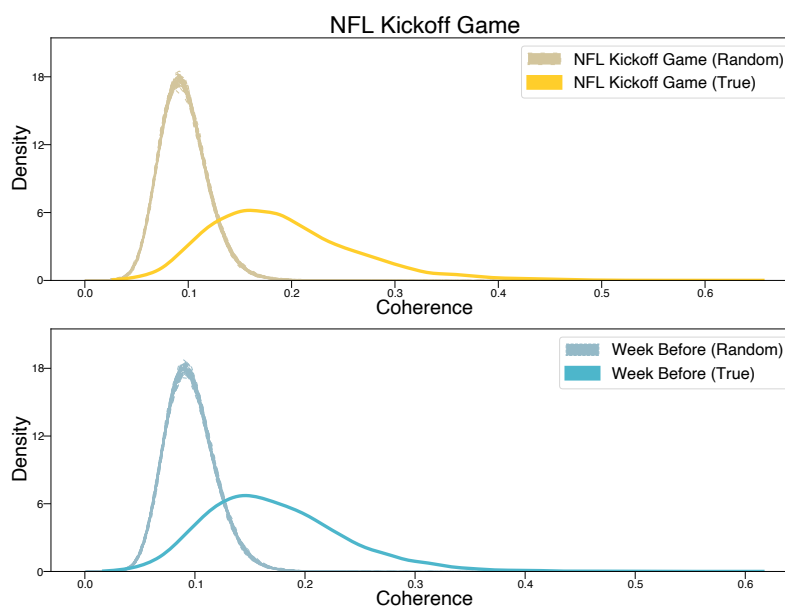 NFL Kickoff Game
NFL Kickoff Game (Random)
NFL Kickoff Game (True)
Density
18
12
6
0
0.0 0.1 0.2 0.3 0.4 0.5 0.6
Coherence
Week Before (Random)
Week Before (True)
Density
18
12
6
0
0.0 0.1 0.2 0.3 0.4 0.5 0.6
Coherence